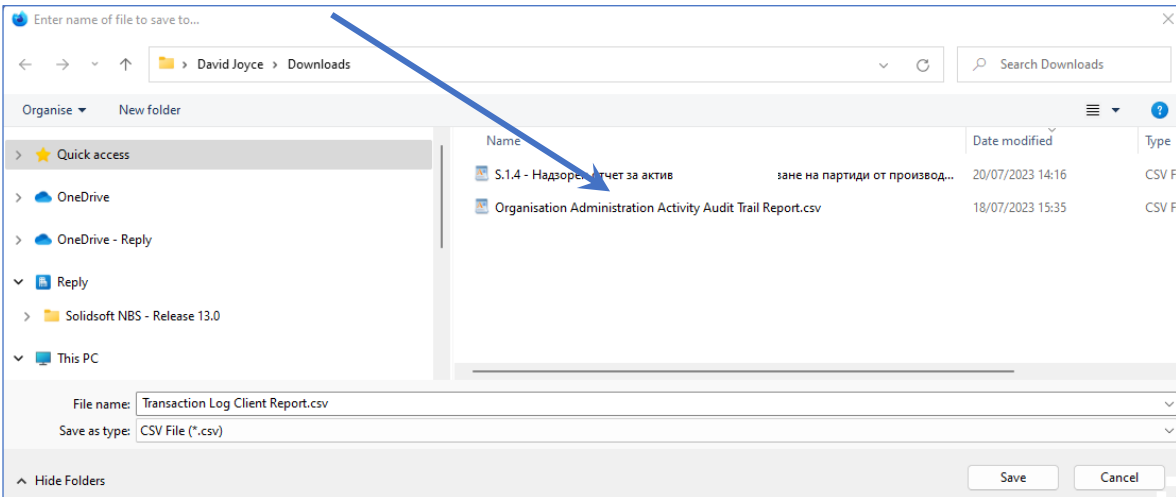 Enter name of file to save to...
David Joyce > Downloads
Search Downloads
Organise
New folder
Name
Date modified
Type
Quick access
OneDrive
OneDrive - Reply
Reply
Solidsoft NBS - Release 13.0
This PC
S.1.4 - Надзорен отчет за актив ване на партиди от производ... 20/07/2023 14:16 CSV F
Organisation Administration Activity Audit Trail Report.csv 18/07/2023 15:35 CSV F
File name: Transaction Log Client Report.csv
Save as type: CSV File (*.csv)
Hide Folders
Save
Cancel